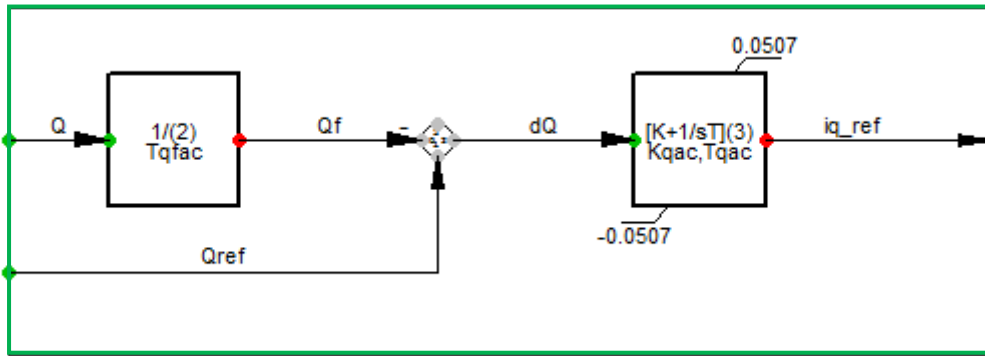 0.0507
Q
1/(2)
Tqfac
Qf
-
dQ
[K+1/sT](3)
Kqac,Tqac
iq_ref
-0.0507
Qref